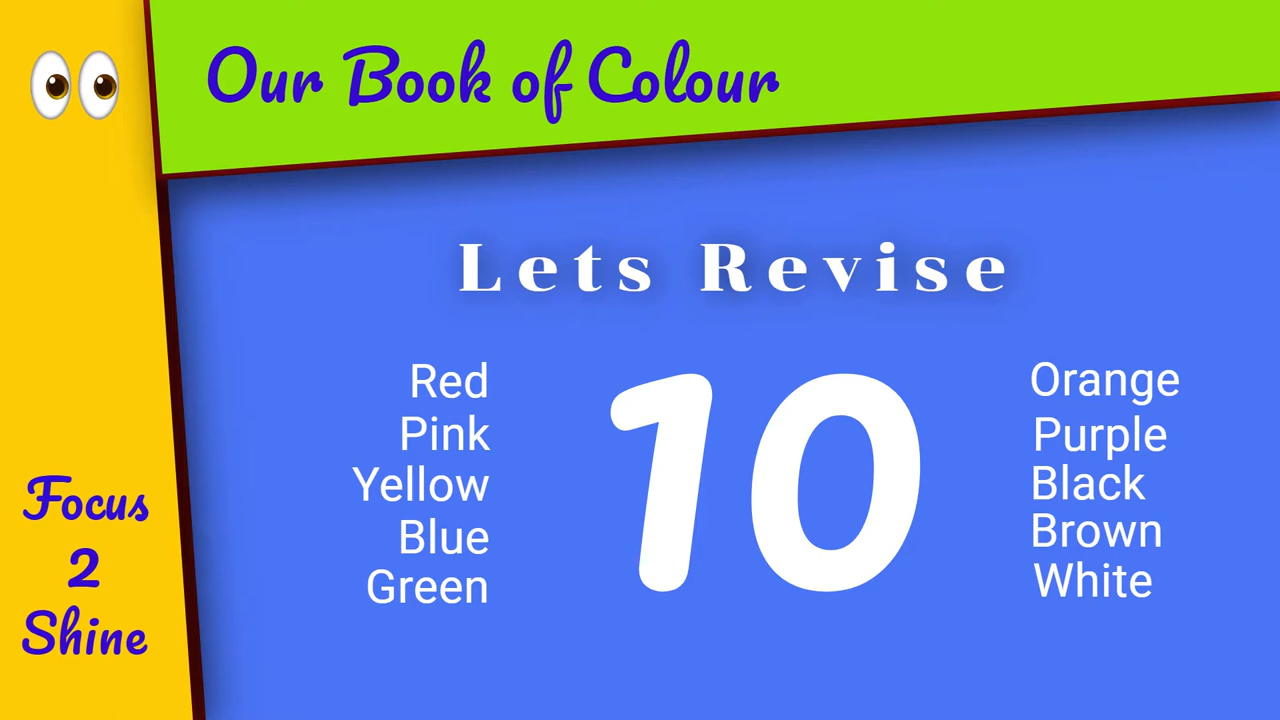 Our Book of Colour
Lets Revise
Red
Pink
Yellow
Blue
Green
10
Orange
Purple
Black
Brown
White
Focus
2
Shine